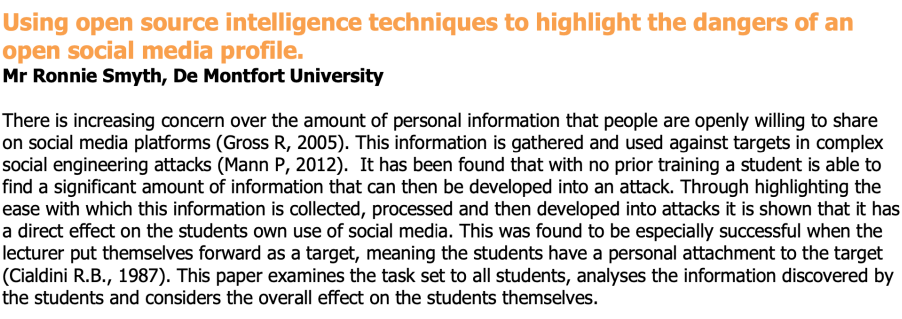 Using open source intelligence techniques to highlight the dangers of an
open social media profile.
Mr Ronnie Smyth, De Montfort University
There is increasing concern over the amount of personal information that people are openly willing to share
on social media platforms (Gross R, 2005). This information is gathered and used against targets in complex
social engineering attacks (Mann P, 2012).  It has been found that with no prior training a student is able to
find a significant amount of information that can then be developed into an attack. Through highlighting the
ease with which this information is collected, processed and then developed into attacks it is shown that it has
a direct effect on the students own use of social media. This was found to be especially successful when the
lecturer put themselves forward as a target, meaning the students have a personal attachment to the target
(Cialdini R.B., 1987). This paper examines the task set to all students, analyses the information discovered by
the students and considers the overall effect on the students themselves.